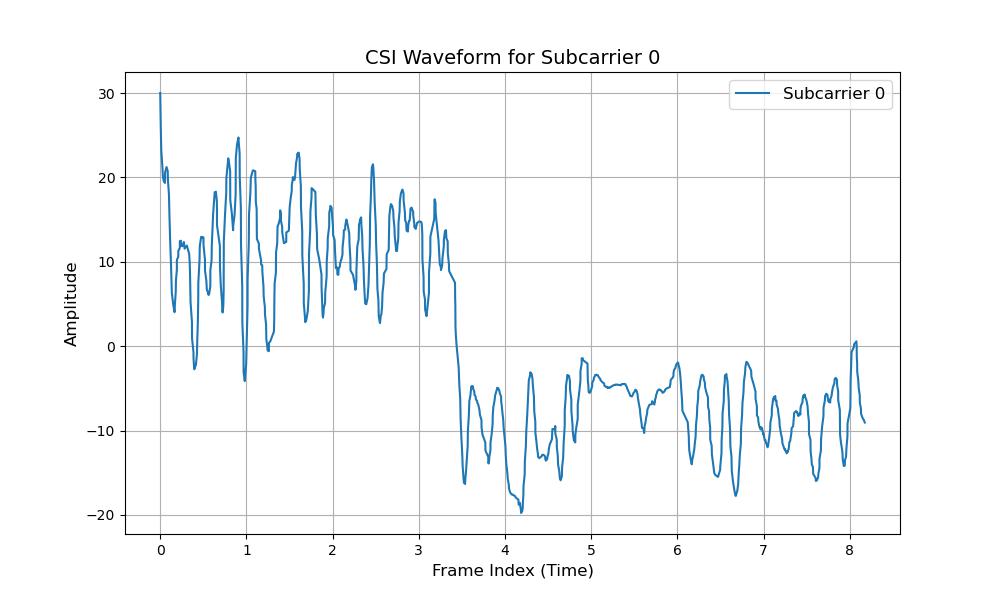 CSI Waveform for Subcarrier 0
Subcarrier 0
Amplitude
30
20
10
0
−10
−20
0 1 2 3 4 5 6 7 8
Frame Index (Time)